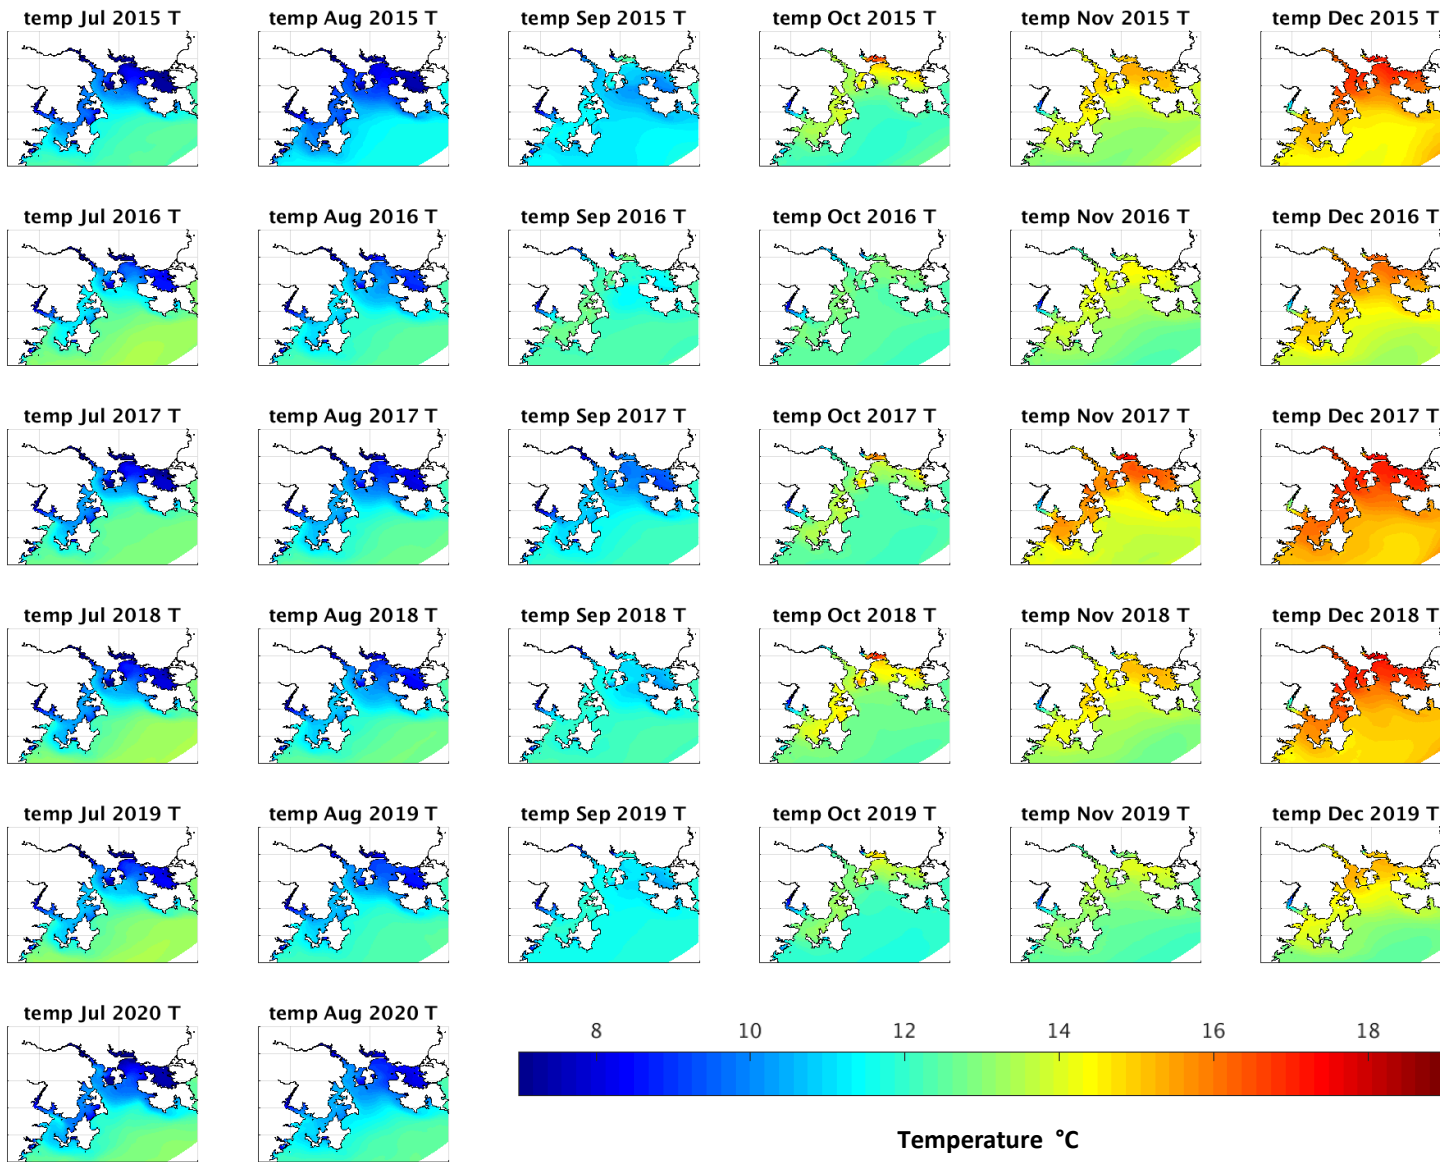 temp Jul 2015 T temp Aug 2015 T temp Sep 2015 T temp Oct 2015 T temp Nov 2015 T temp Dec 2015 T
temp Jul 2016 T temp Aug 2016 T temp Sep 2016 T temp Oct 2016 T temp Nov 2016 T temp Dec 2016 T
temp Jul 2017 T temp Aug 2017 T temp Sep 2017 T temp Oct 2017 T temp Nov 2017 T temp Dec 2017 T
temp Jul 2018 T temp Aug 2018 T temp Sep 2018 T temp Oct 2018 T temp Nov 2018 T temp Dec 2018 T
temp Jul 2019 T temp Aug 2019 T temp Sep 2019 T temp Oct 2019 T temp Nov 2019 T temp Dec 2019 T
temp Jul 2020 T temp Aug 2020 T
8 10 12 14 16 18
Temperature °C